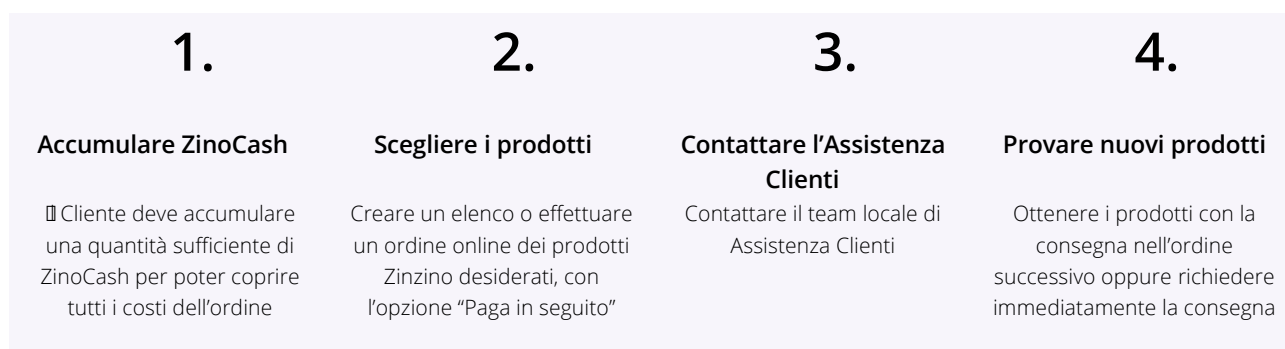 1.
Accumulare ZinoCash
Cliente deve accumulare
una quantità sufficiente di
ZinoCash per poter coprire
tutti i costi dell’ordine
2.
Scegliere i prodotti
Creare un elenco o effettuare
un ordine online dei prodotti
Zinzino desiderati, con
l’opzione “Paga in seguito”
3.
Contattare l’Assistenza
Clienti
Contattare il team locale di
Assistenza Clienti
4.
Provare nuovi prodotti
Ottenere i prodotti con la
consegna nell’ordine
successivo oppure richiedere
immediatamente la consegna